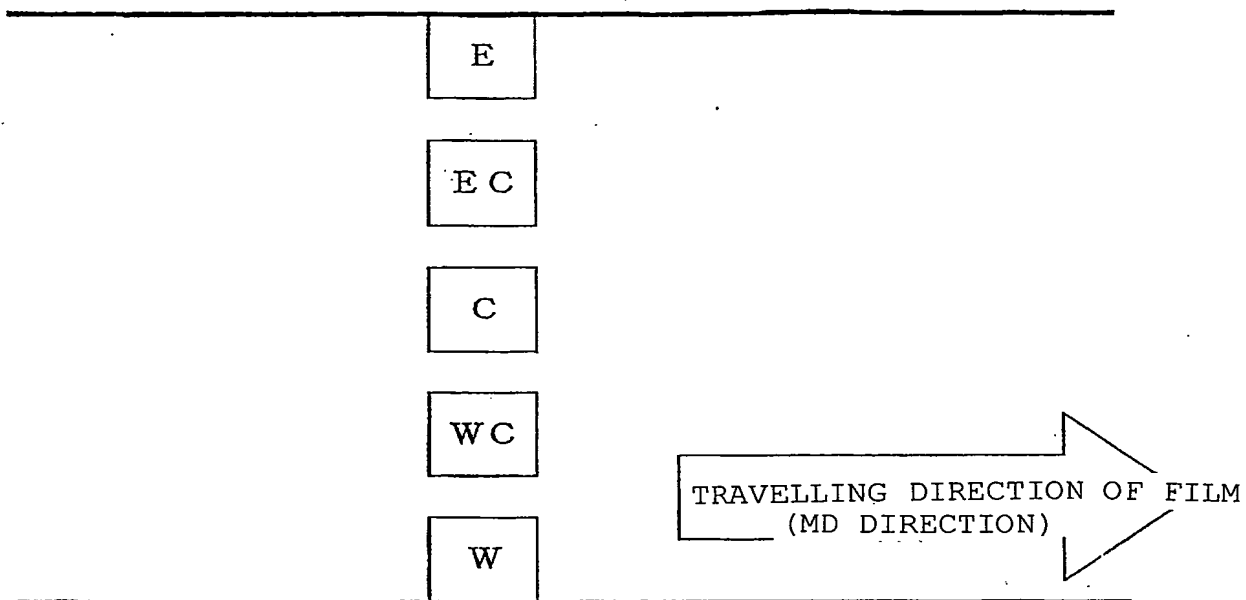 E
EC
C
WC
TRAVELLING DIRECTION OF FILM
(MD DIRECTION)
W